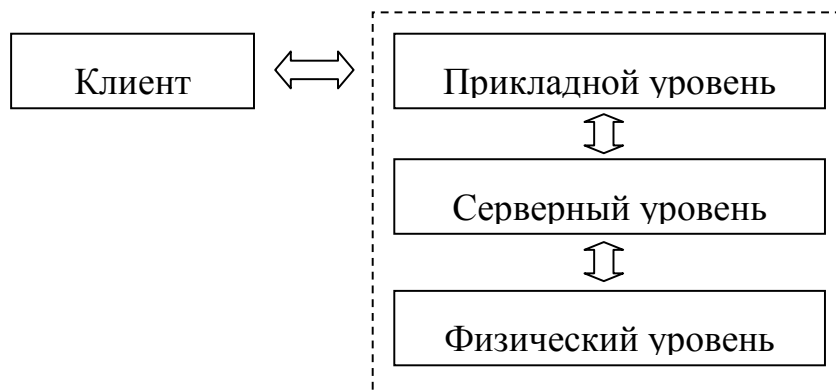 Клиент
Прикладной уровень
Серверный уровень
Физический уровень